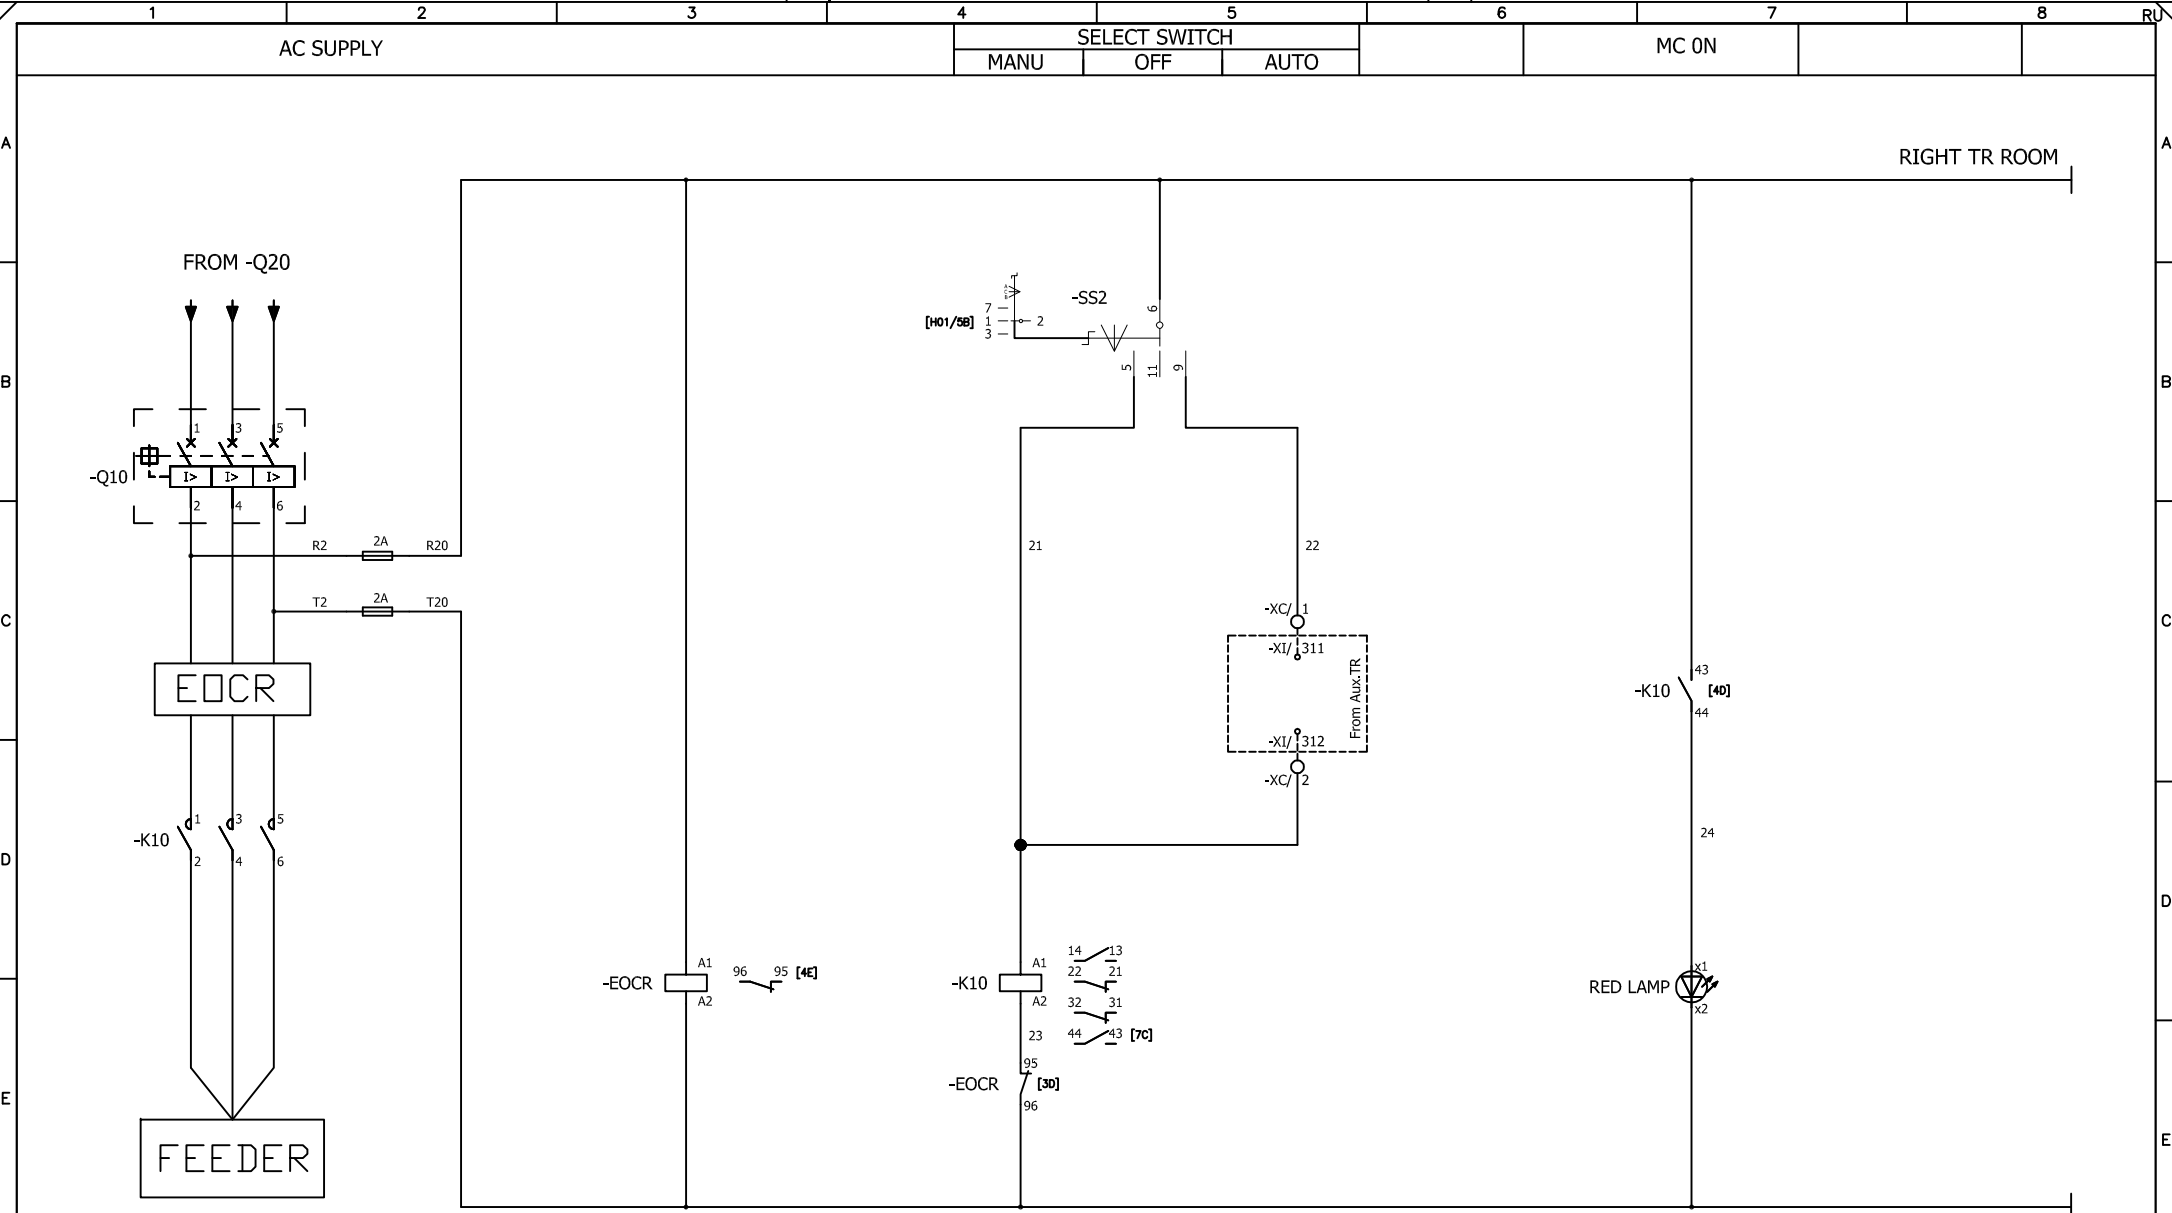 1 2 3 4 5 6 7 8 RU
AC SUPPLY
SELECT SWITCH
MANU OFF AUTO
MC 0N
A A
RIGHT TR ROOM
FROM -Q20
-SS2
7
[H01/5B] 1 2
3
6
5 11 9
B B
1 3 5
-Q10 I> I> I>
2 4 6
R2 2A R20
21 22
T2 2A T20
C C
-XC/ 1
-XI/ 311
From Aux.TR
-XI/ 312
-XC/ 2
EOCR
43
-K10 [4D]
44
24
1 3 5
-K10
2 4 6
D D
A1
-EOCR
A2
96 95 [4E]
A1
-K10
A2
14 13
22 21
32 31
44 43 [7C]
23
x1
RED LAMP
x2
95
-EOCR [3D]
96
E E
FEEDER